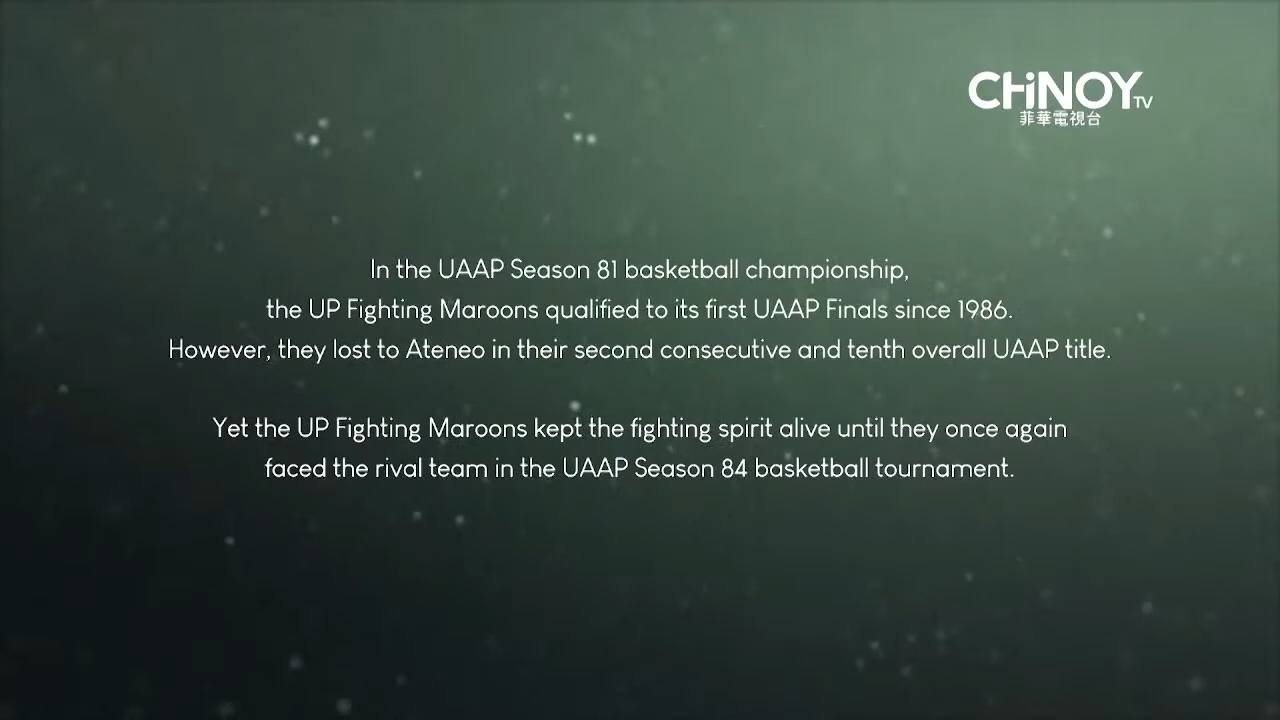 CHiNOY TV
菲華電視台
In the UAAP Season 81 basketball championship,
the UP Fighting Maroons qualified to its first UAAP Finals since 1986.
However, they lost to Ateneo in their second consecutive and tenth overall UAAP title.
Yet the UP Fighting Maroons kept the fighting spirit alive until they once again
faced the rival team in the UAAP Season 84 basketball tournament.